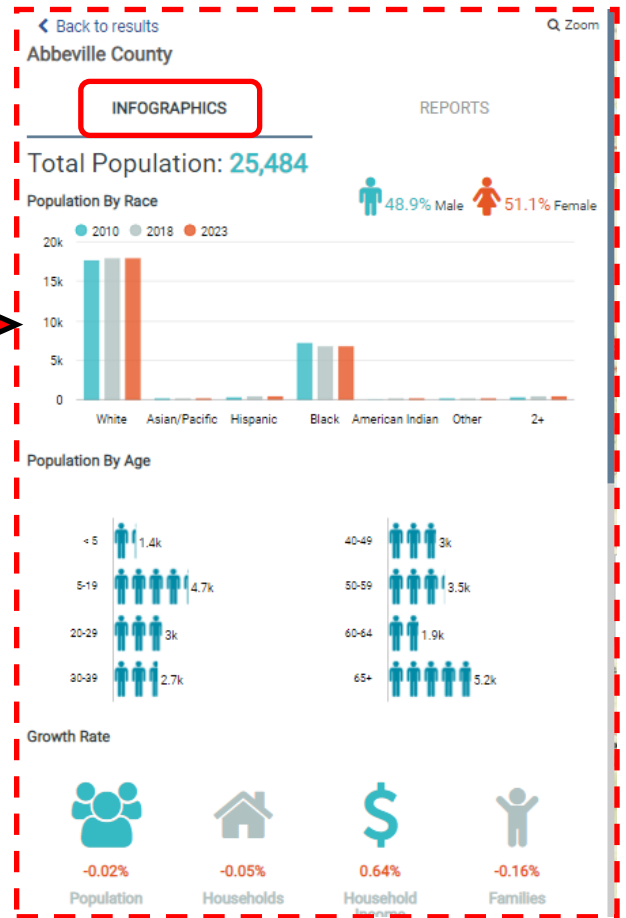 Back to results
Zoom
Abbeville County
INFOGRAPHICS
REPORTS
Total Population: 25,484
Population By Race
48.9% Male
51.1% Female
2010
2018
2023
20k
15k
10k
5k
0
White
Asian/Pacific
Hispanic
Black
American Indian
Other
2+
Population By Age
< 5
1.4k
40-49
3k
5-19
4.7k
50-59
3.5k
20-29
3k
60-64
1.9k
30-39
2.7k
65+
5.2k
Growth Rate
-0.02%
-0.05%
0.64%
-0.16%
Population
Households
Household
Families
Income